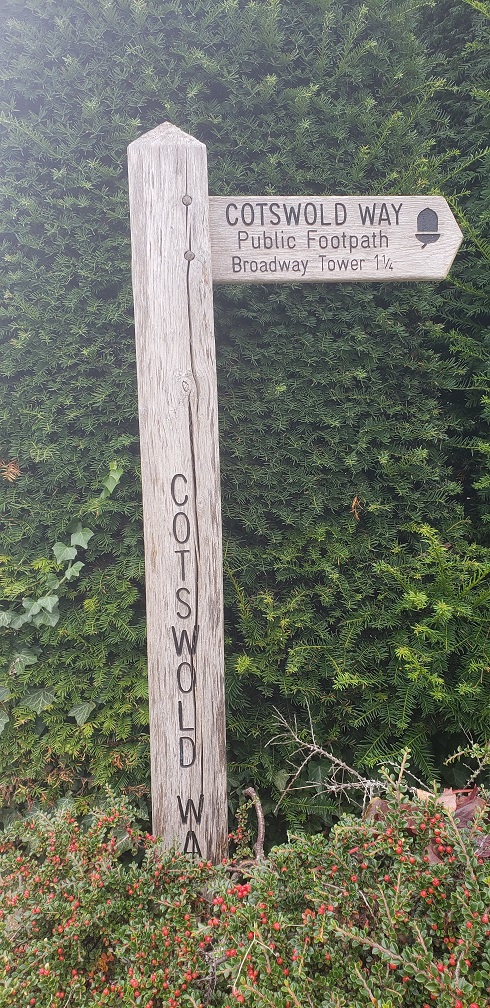 COTSWOLD WAY
Public Footpath
Broadway Tower 1¼
COTSWOLD WA